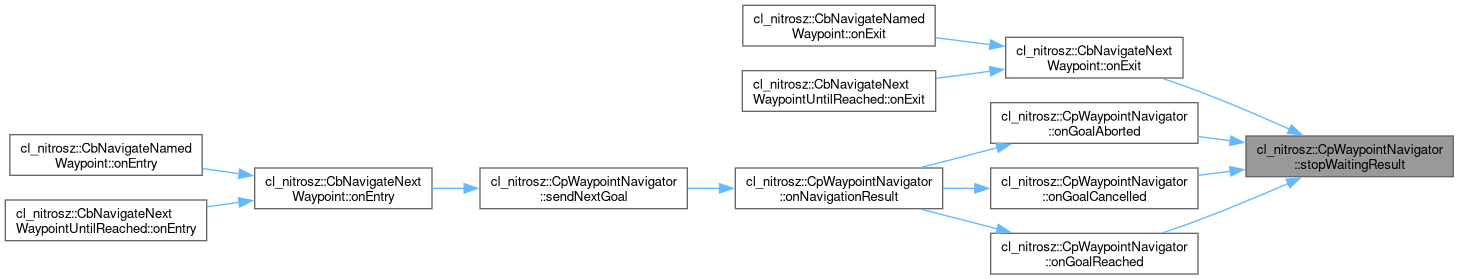 cl_nitrosz::CbNavigateNamed
Waypoint::onExit
cl_nitrosz::CbNavigateNext
Waypoint::onExit
cl_nitrosz::CbNavigateNext
WaypointUntilReached::onExit
cl_nitrosz::CpWaypointNavigator
::onGoalAborted
cl_nitrosz::CpWaypointNavigator
::stopWaitingResult
cl_nitrosz::CbNavigateNamed
Waypoint::onEntry
cl_nitrosz::CbNavigateNext
Waypoint::onEntry
cl_nitrosz::CpWaypointNavigator
::sendNextGoal
cl_nitrosz::CpWaypointNavigator
::onNavigationResult
cl_nitrosz::CpWaypointNavigator
::onGoalCancelled
cl_nitrosz::CbNavigateNext
WaypointUntilReached::onEntry
cl_nitrosz::CpWaypointNavigator
::onGoalReached